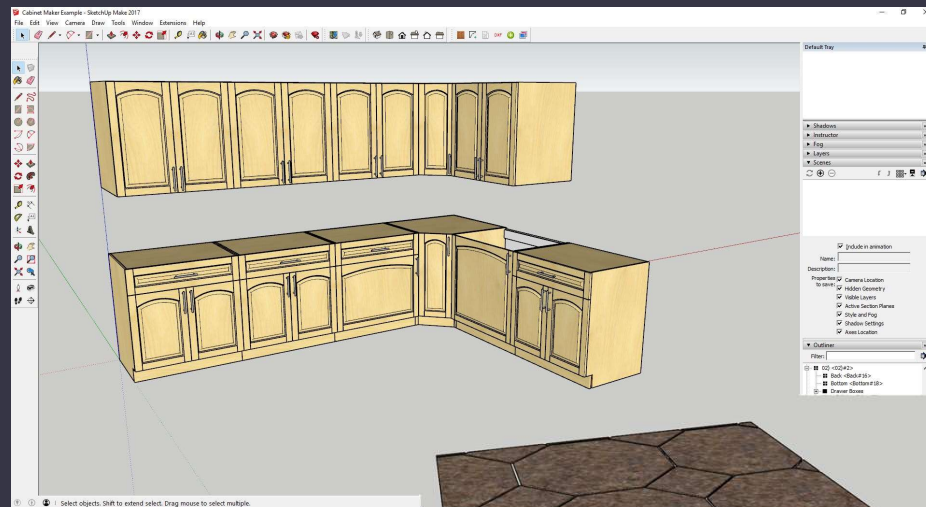 Cabinet Maker Example - SketchUp Make 2017
File Edit View Camera Draw Tools Window Extensions Help
Default Tray
Shadows
Instructor
Fog
Layers
Scenes
Include in animation
Name:
Description:
Properties to save:
Camera Location
Hidden Geometry
Visible Layers
Active Section Planes
Style and Fog
Shadow Settings
Axes Location
Outliner
Filter:
02) <02)#2>
Back <Back#16>
Bottom <Bottom#18>
Drawer Boxes
Select objects. Shift to extend select. Drag mouse to select multiple.